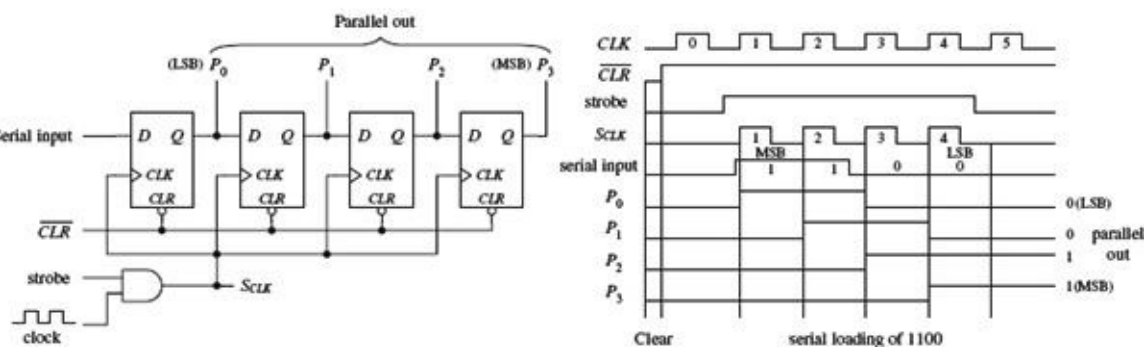 Parallel out
(LSB) P0 P1 P2 (MSB) P3
Serial input
D Q D Q D Q D Q
CLK CLK CLK CLK
CLR CLR CLR CLR
CLR
strobe
SCLK
clock
CLK 0 1 2 3 4 5
CLR
strobe
SCLK 1 2 3 4
MSB LSB
serial input 1 1 0 0
P0 0(LSB)
P1 0 parallel
P2 1 out
P3 1(MSB)
Clear serial loading of 1100